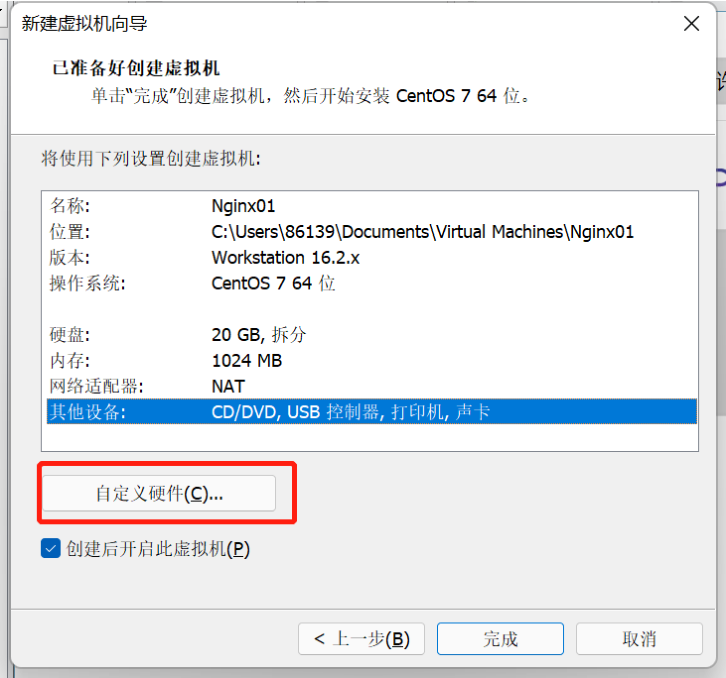 新建虚拟机向导
已准备好创建虚拟机
单击“完成”创建虚拟机，然后开始安装 CentOS 7 64 位。
将使用下列设置创建虚拟机:
名称: Nginx01
位置: C:\Users\86139\Documents\Virtual Machines\Nginx01
版本: Workstation 16.2.x
操作系统: CentOS 7 64 位
硬盘: 20 GB, 拆分
内存: 1024 MB
网络适配器: NAT
其他设备: CD/DVD, USB 控制器, 打印机, 声卡
自定义硬件(C)...
创建后开启此虚拟机(P)
< 上一步(B) 完成 取消